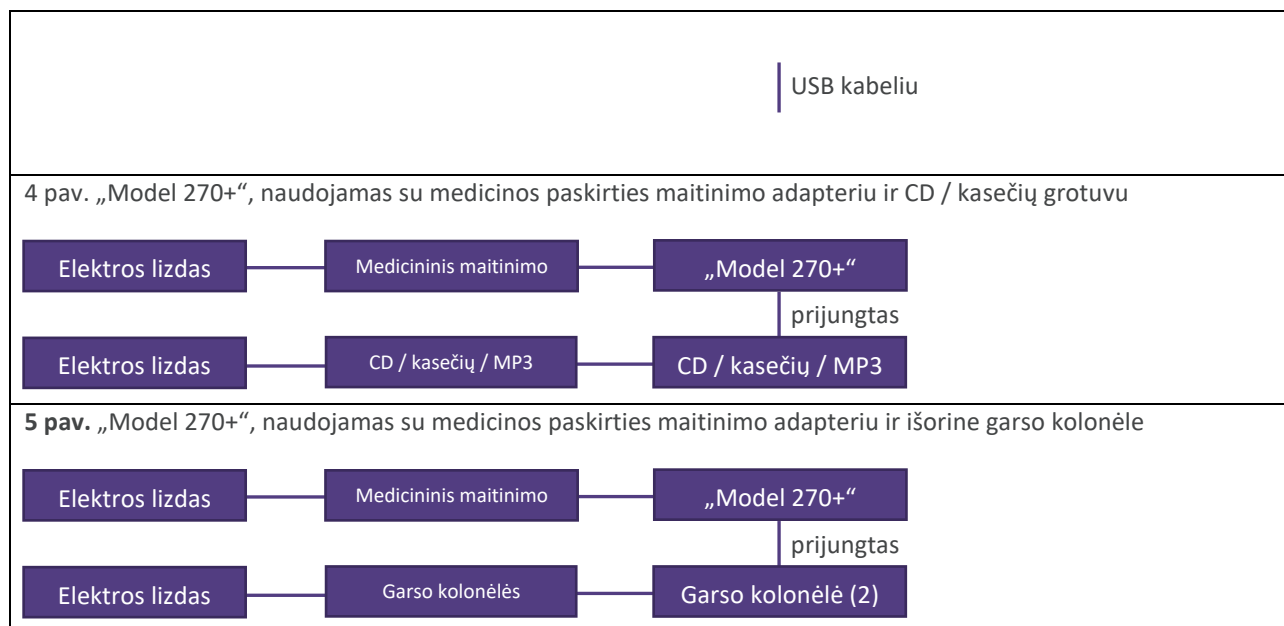 USB kabeliu
4 pav. „Model 270+“, naudojamas su medicinos paskirties maitinimo adapteriu ir CD / kasečių grotuvu
Elektros lizdas
Medicininis maitinimo
„Model 270+“
prijungtas
Elektros lizdas
CD / kasečių / MP3
CD / kasečių / MP3
5 pav. „Model 270+“, naudojamas su medicinos paskirties maitinimo adapteriu ir išorine garso kolonėle
Elektros lizdas
Medicininis maitinimo
„Model 270+“
prijungtas
Elektros lizdas
Garso kolonėlės
Garso kolonėlė (2)